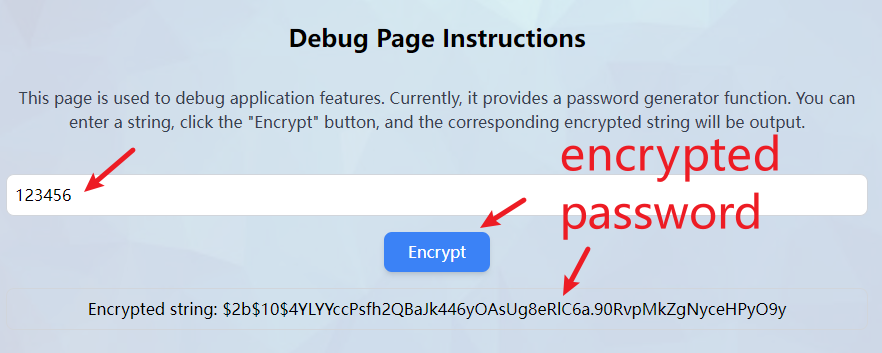 Debug Page Instructions
This page is used to debug application features. Currently, it provides a password generator function. You can
enter a string, click the "Encrypt" button, and the corresponding encrypted string will be output.
encrypted
password
123456
Encrypt
Encrypted string: $2b$10$4YLYYccPsfh2QBaJk446yOAsUg8eRlC6a.90RvpMkZgNyceHPyO9y